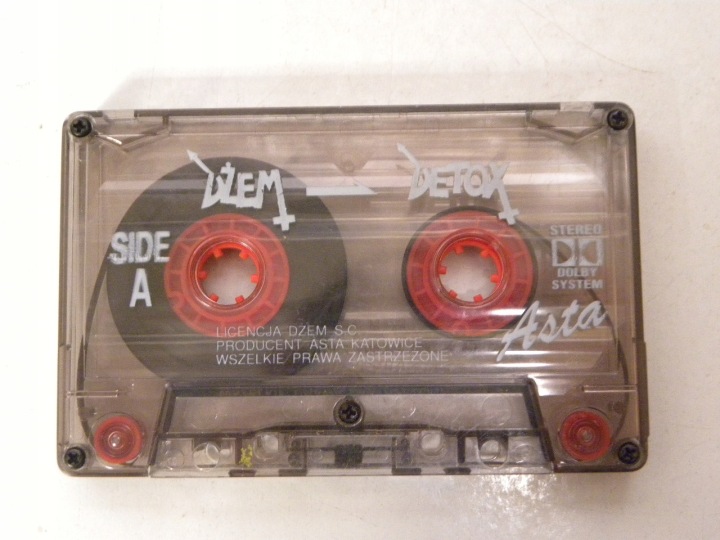 DŻEM DETOX
SIDE
A
STEREO
DOLBY
SYSTEM
Asta
LICENCJA DŻEM S.C.
PRODUCENT ASTA KATOWICE
WSZELKIE PRAWA ZASTRZEŻONE